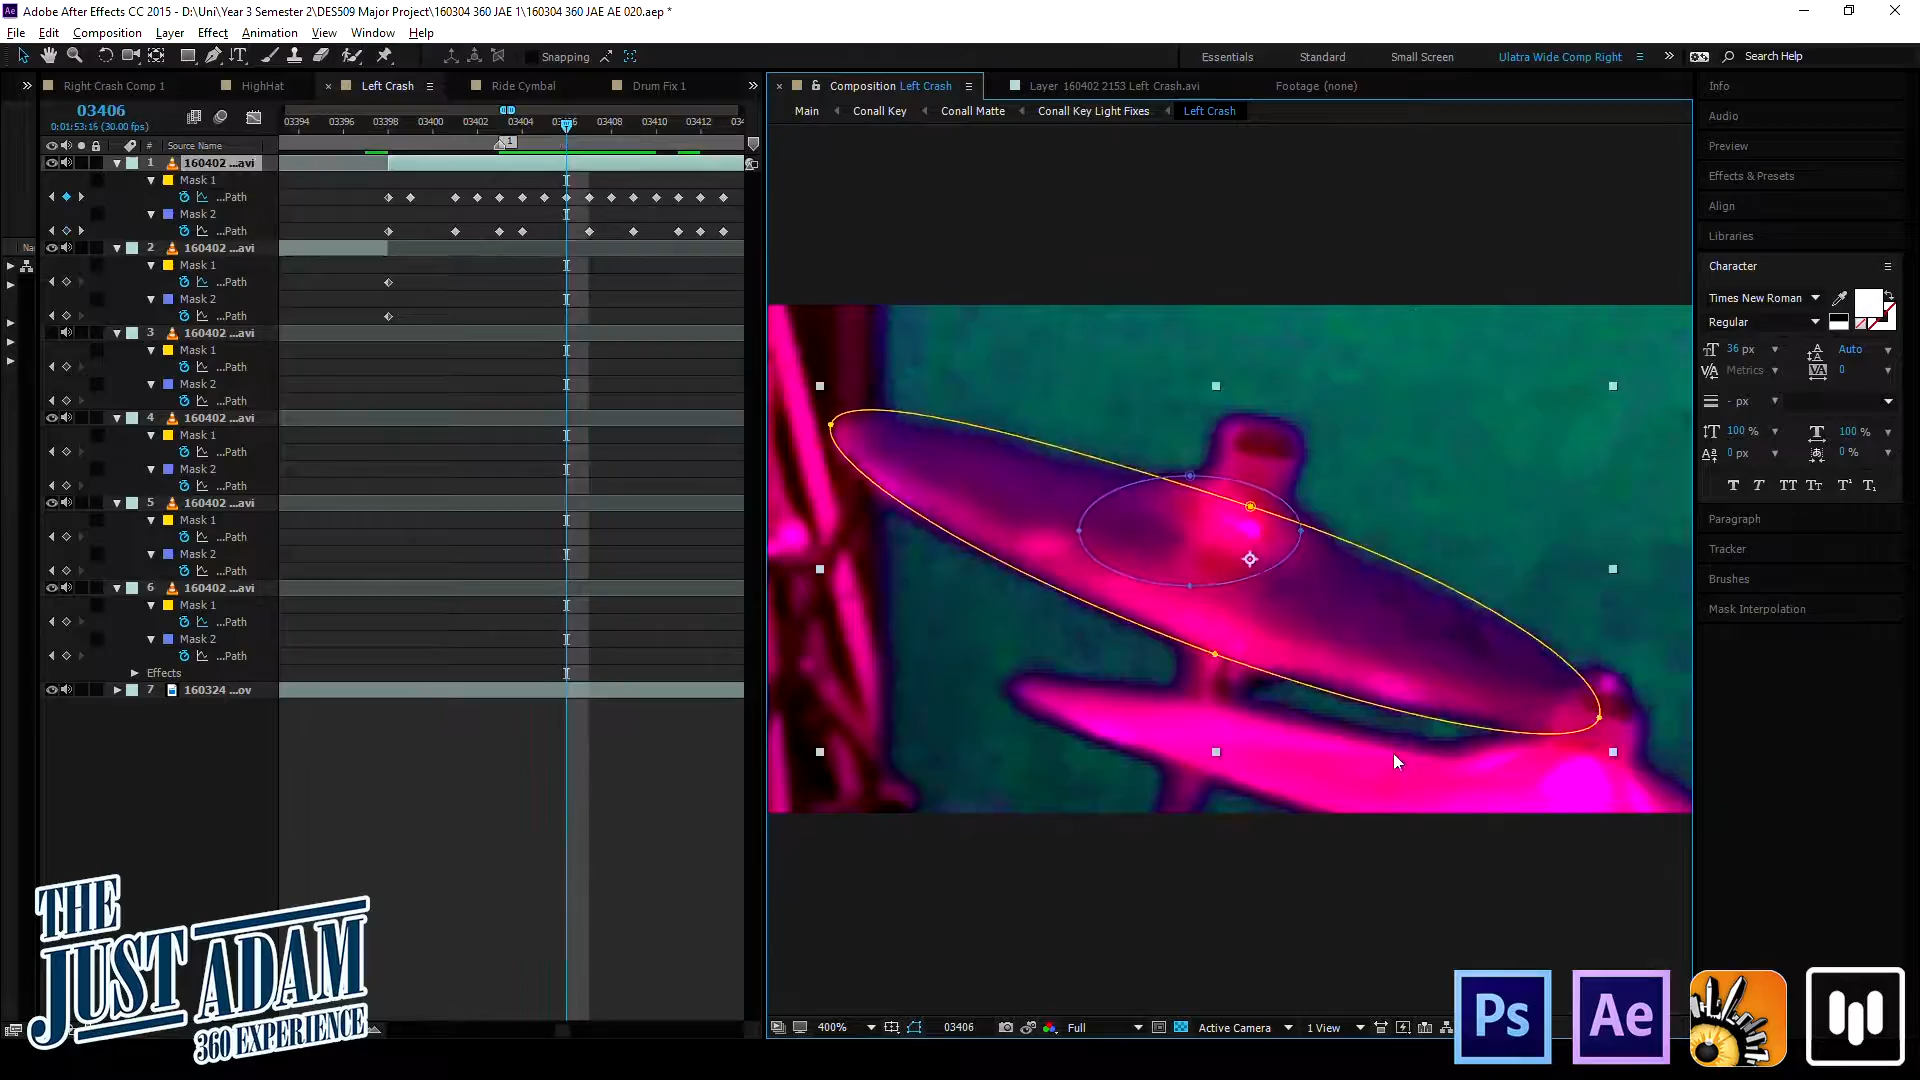 Ae Adobe After Effects CC 2015 - D:\Uni\Year 3 Semester 2\DES509 Major Project\160304 360 JAE 1\160304 360 JAE AE 020.aep *
File Edit Composition Layer Effect Animation View Window Help
Snapping Essentials Standard Small Screen Ulatra Wide Comp Right Search Help
Right Crash Comp 1 HighHat Left Crash Ride Cymbal Drum Fix 1
Composition Left Crash Layer 160402 2153 Left Crash.avi Footage (none)
Main Conall Key Conall Matte Conall Key Light Fixes Left Crash
03406
0:01:53:16 (30.00 fps)
03394 03396 03398 03400 03402 03404 03406 03408 03410 03412
# Source Name
1
1 160402 ...avi
Mask 1
...Path
Mask 2
...Path
2 160402 ...avi
Mask 1
...Path
Mask 2
...Path
3 160402 ...avi
Mask 1
...Path
Mask 2
...Path
4 160402 ...avi
Mask 1
...Path
Mask 2
...Path
5 160402 ...avi
Mask 1
...Path
Mask 2
...Path
6 160402 ...avi
Mask 1
...Path
Mask 2
...Path
Effects
7 160324 ...ov
400% 03406 Full Active Camera 1 View
Info
Audio
Preview
Effects & Presets
Align
Libraries
Character
Times New Roman
Regular
36 px Auto
Metrics 0
- px
100 % 100 %
0 px 0 %
T T TT Tт T¹ T₁
Paragraph
Tracker
Brushes
Mask Interpolation
THE
JUST ADAM
360 EXPERIENCE
Ps Ae